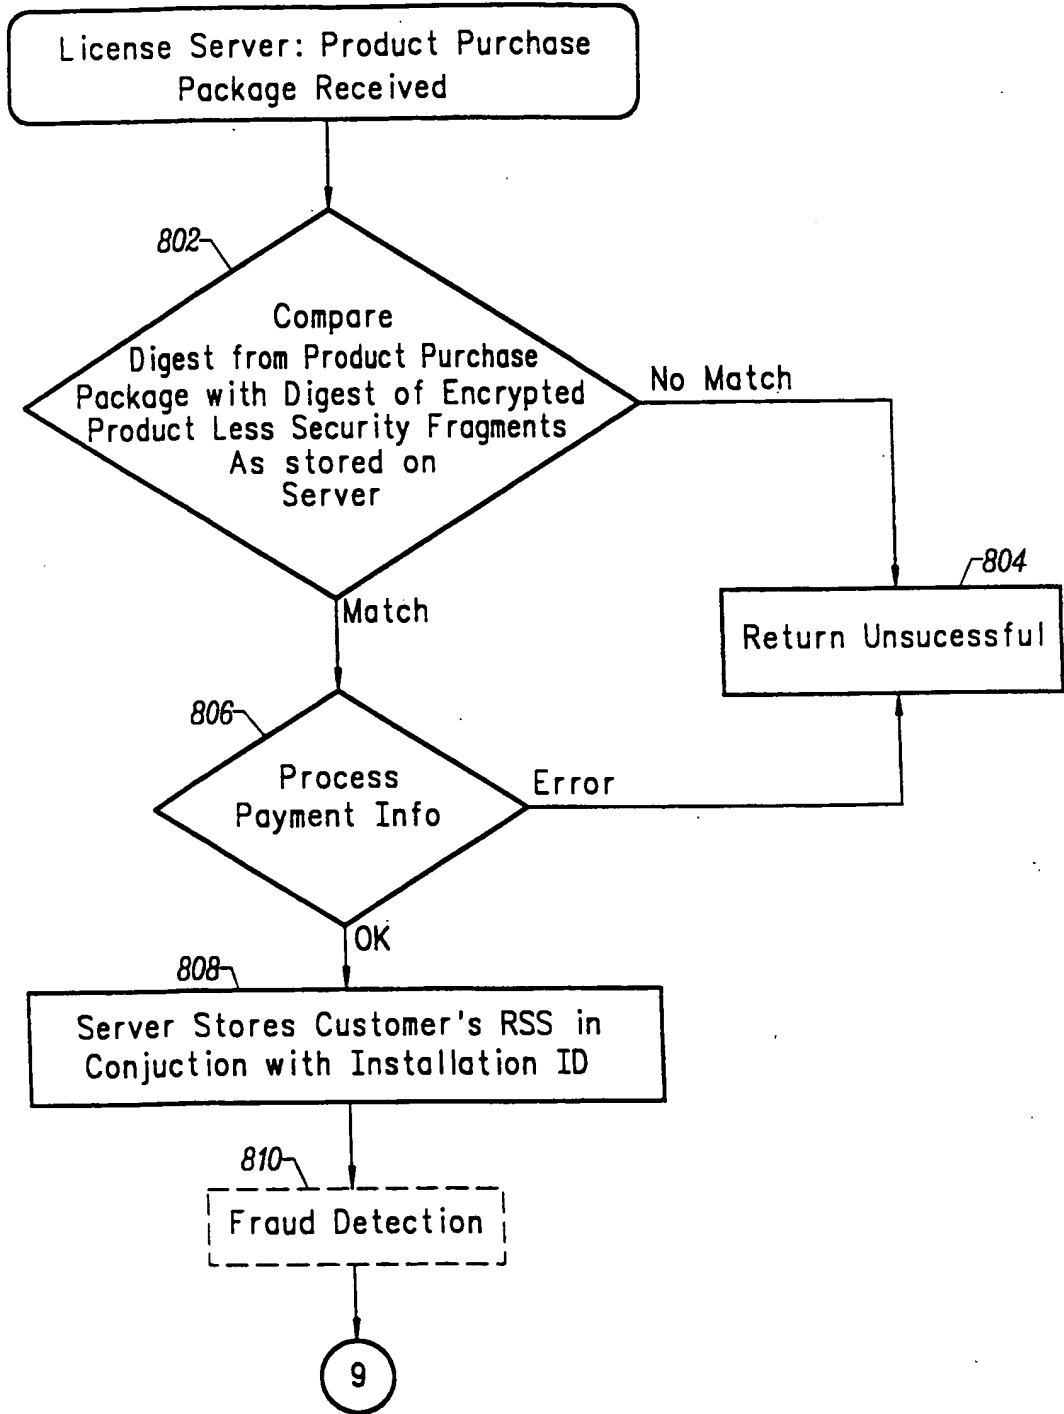 License Server: Product Purchase
Package Received
802
Compare
Digest from Product Purchase
Package with Digest of Encrypted
Product Less Security Fragments
As stored on
Server
No Match
804
Return Unsucessful
Match
806
Process
Payment Info
Error
OK
808
Server Stores Customer's RSS in
Conjuction with Installation ID
810
Fraud Detection
9